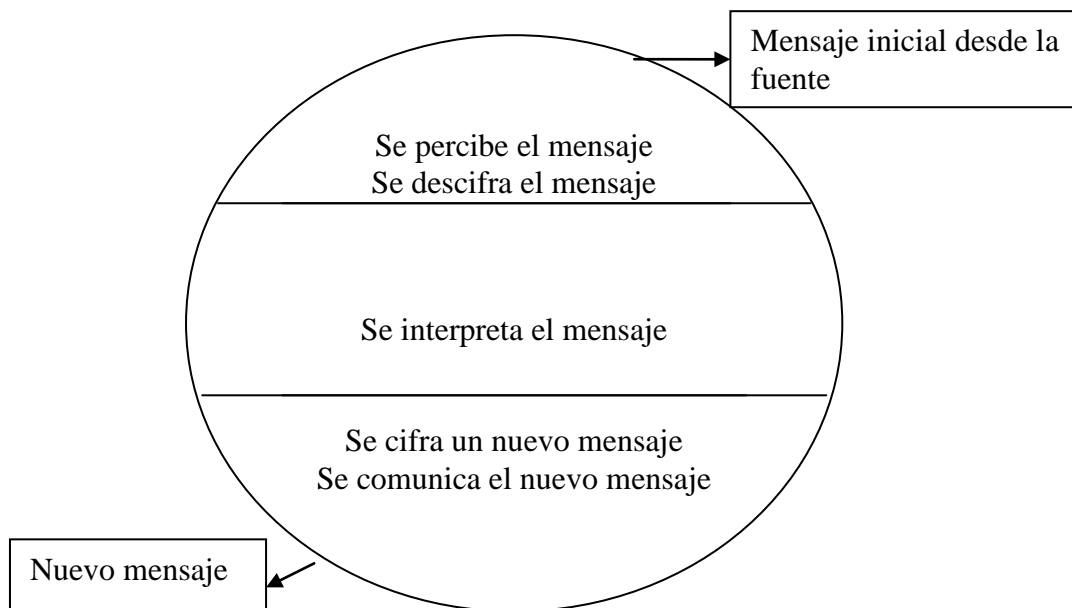 Mensaje inicial desde la
fuente
Se percibe el mensaje
Se descifra el mensaje
Se interpreta el mensaje
Se cifra un nuevo mensaje
Se comunica el nuevo mensaje
Nuevo mensaje